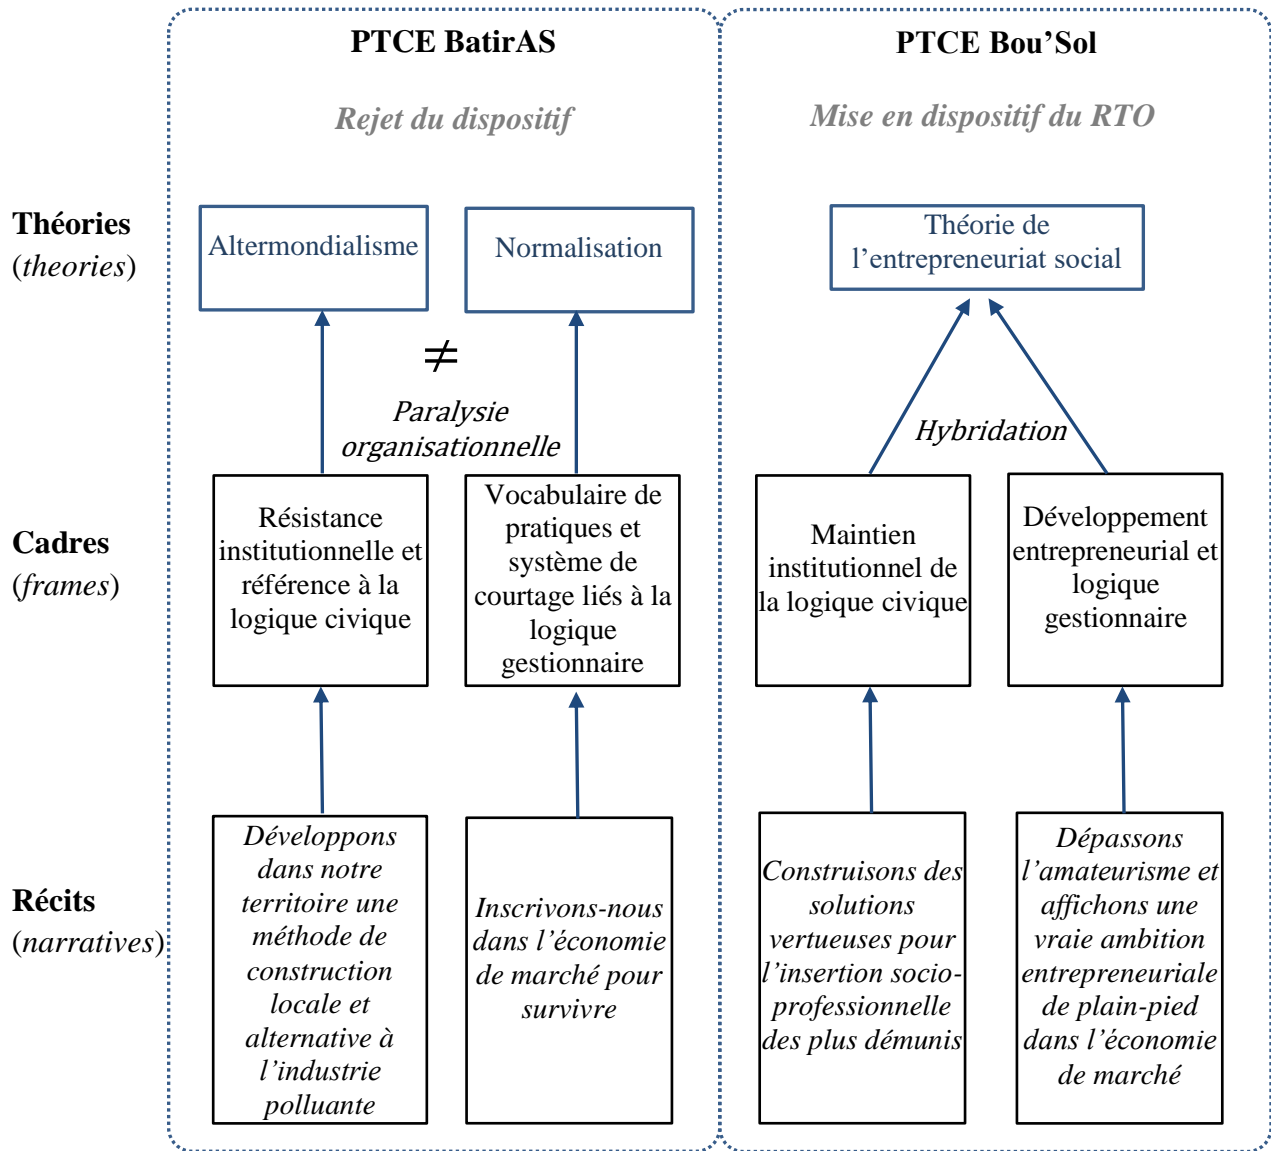 PTCE BatirAS
Rejet du dispositif
PTCE Bou’Sol
Mise en dispositif du RTO
Théories
(theories)
Altermondialisme
Normalisation
Théorie de
l’entrepreneuriat social
≠
Paralysie
organisationnelle
Hybridation
Cadres
(frames)
Résistance
institutionnelle et
référence à la
logique civique
Vocabulaire de
pratiques et
système de
courtage liés à la
logique
gestionnaire
Maintien
institutionnel de
la logique civique
Développement
entrepreneurial et
logique
gestionnaire
Récits
(narratives)
Développons
dans notre
territoire une
méthode de
construction
locale et
alternative à
l’industrie
polluante
Inscrivons-nous
dans l’économie
de marché pour
survivre
Construisons des
solutions
vertueuses pour
l’insertion socio-
professionnelle
des plus démunis
Dépassons
l’amateurisme et
affichons une
vraie ambition
entrepreneuriale
de plain-pied
dans l’économie
de marché